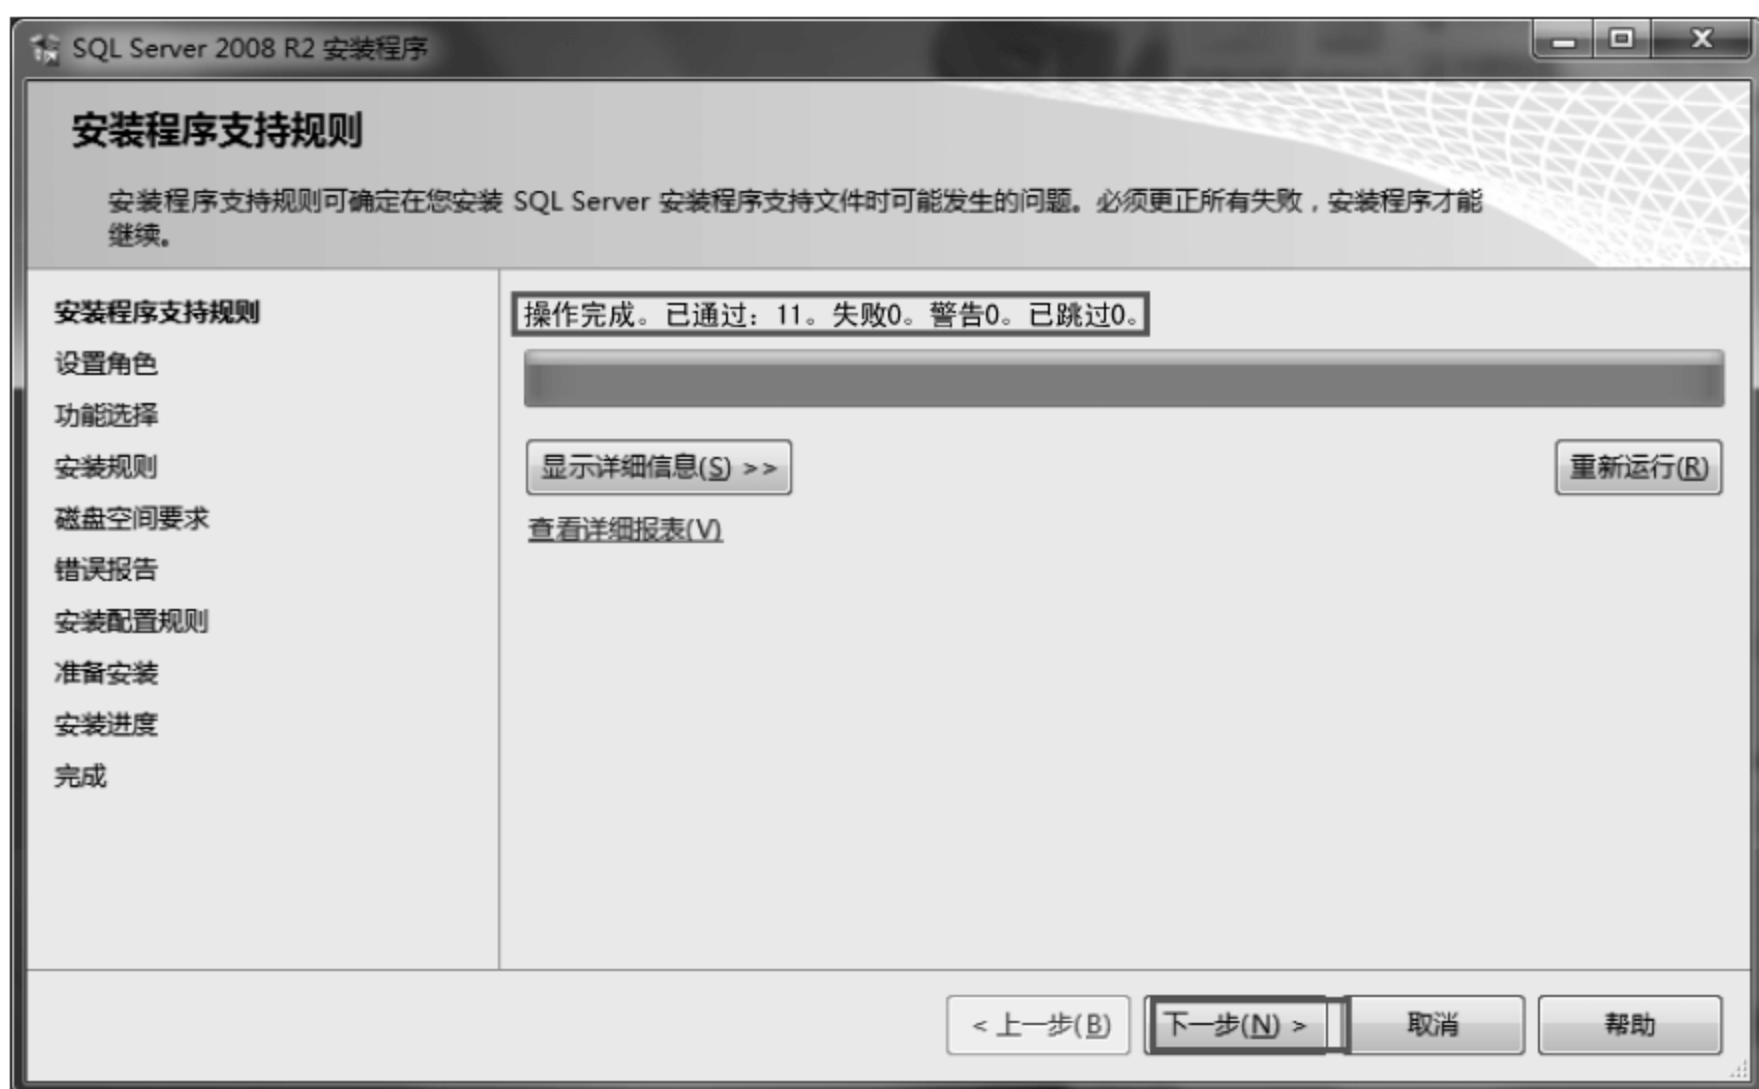 SQL Server 2008 R2 安装程序
安装程序支持规则
安装程序支持规则可确定在您安装 SQL Server 安装程序支持文件时可能发生的问题。必须更正所有失败，安装程序才能
继续。
安装程序支持规则
设置角色
功能选择
安装规则
磁盘空间要求
错误报告
安装配置规则
准备安装
安装进度
完成
操作完成。已通过：11。失败0。警告0。已跳过0。
显示详细信息(S) >>
重新运行(R)
查看详细报表(V)
< 上一步(B)
下一步(N) >
取消
帮助